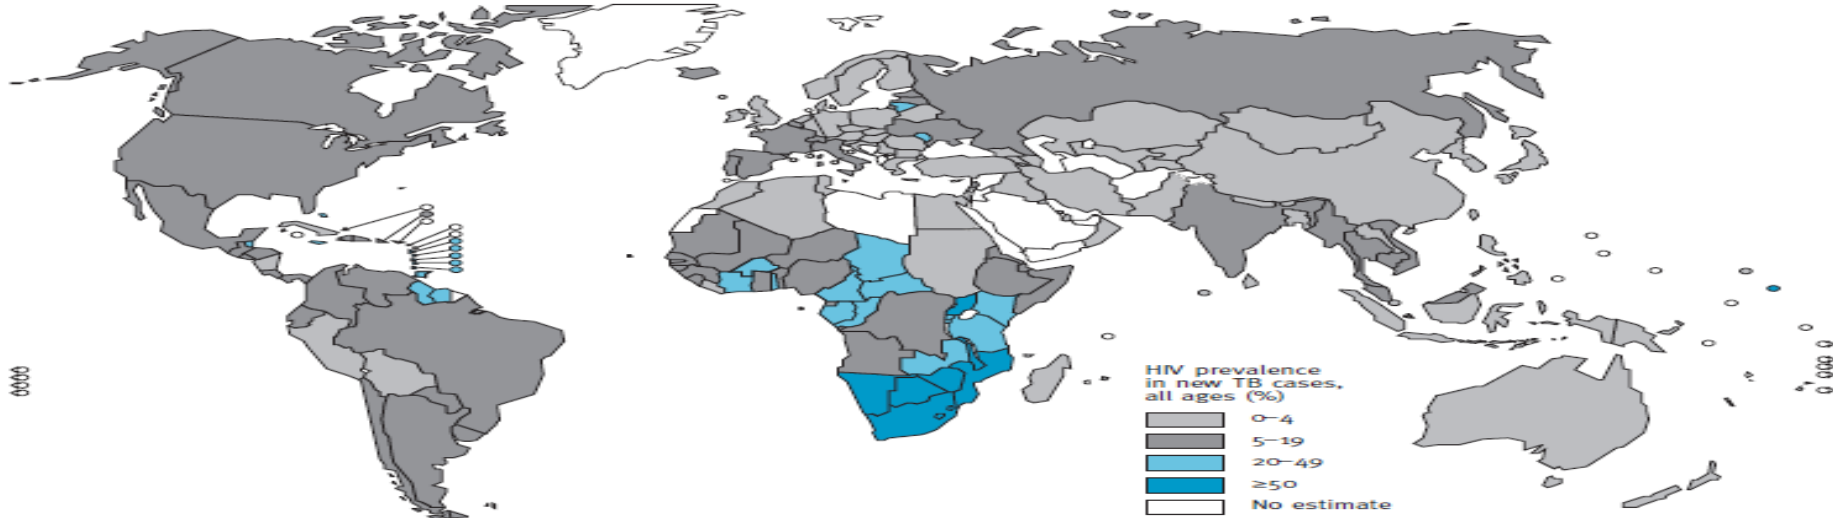 HIV prevalence
in new TB cases,
all ages (%)
0–4
5–19
20–49
≥50
No estimate